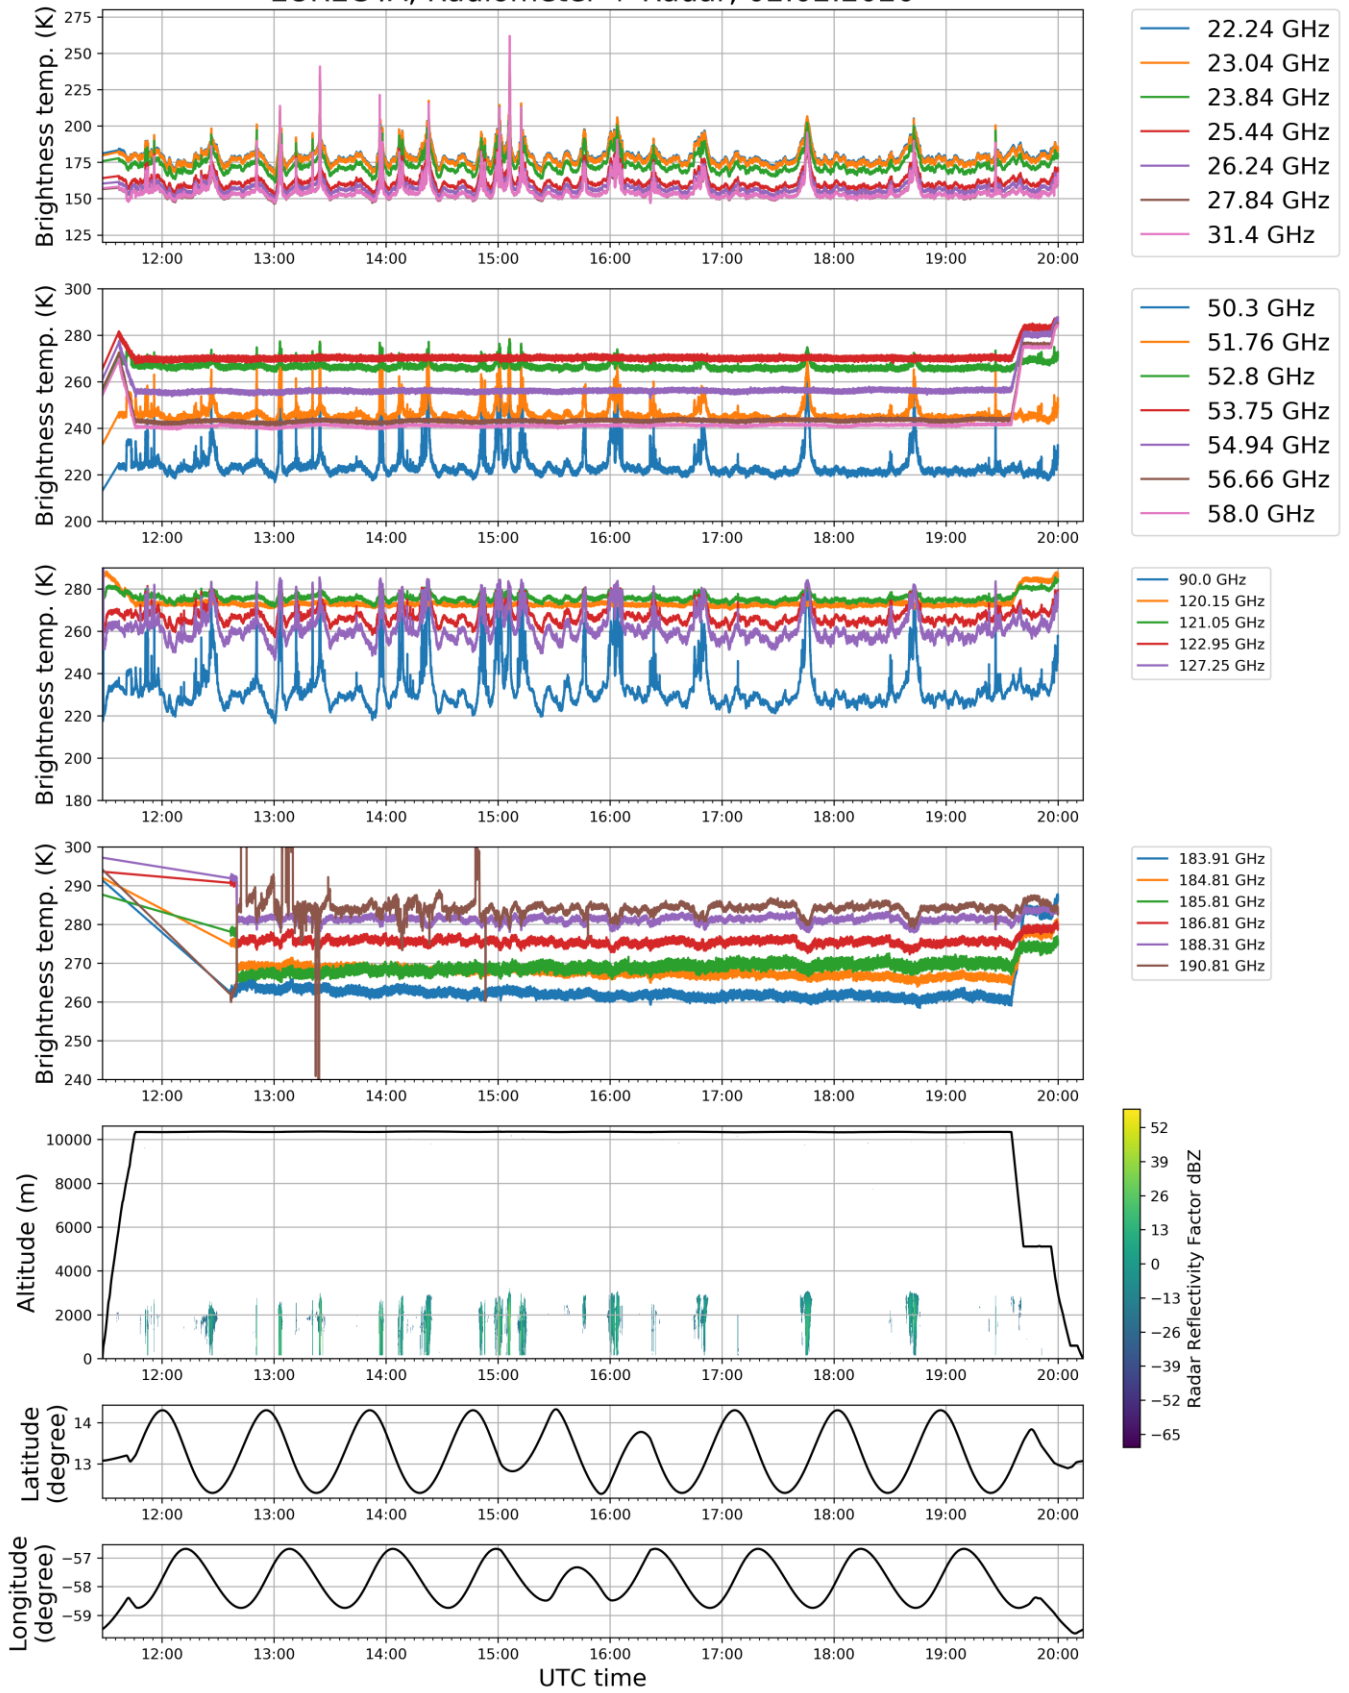 275
250
225
200
175
150
125
Brightness temp. (K)
12:00 13:00 14:00 15:00 16:00 17:00 18:00 19:00 20:00
22.24 GHz
23.04 GHz
23.84 GHz
25.44 GHz
26.24 GHz
27.84 GHz
31.4 GHz
300
280
260
240
220
200
Brightness temp. (K)
12:00 13:00 14:00 15:00 16:00 17:00 18:00 19:00 20:00
50.3 GHz
51.76 GHz
52.8 GHz
53.75 GHz
54.94 GHz
56.66 GHz
58.0 GHz
280
260
240
220
200
180
Brightness temp. (K)
12:00 13:00 14:00 15:00 16:00 17:00 18:00 19:00 20:00
90.0 GHz
120.15 GHz
121.05 GHz
122.95 GHz
127.25 GHz
300
290
280
270
260
250
240
Brightness temp. (K)
12:00 13:00 14:00 15:00 16:00 17:00 18:00 19:00 20:00
183.91 GHz
184.81 GHz
185.81 GHz
186.81 GHz
188.31 GHz
190.81 GHz
10000
8000
6000
4000
2000
0
Altitude (m)
12:00 13:00 14:00 15:00 16:00 17:00 18:00 19:00 20:00
52
39
26
13
0
−13
−26
−39
−52
−65
Radar Reflectivity Factor dBZ
14
13
Latitude
(degree)
12:00 13:00 14:00 15:00 16:00 17:00 18:00 19:00 20:00
−57
−58
−59
Longitude
(degree)
12:00 13:00 14:00 15:00 16:00 17:00 18:00 19:00 20:00
UTC time